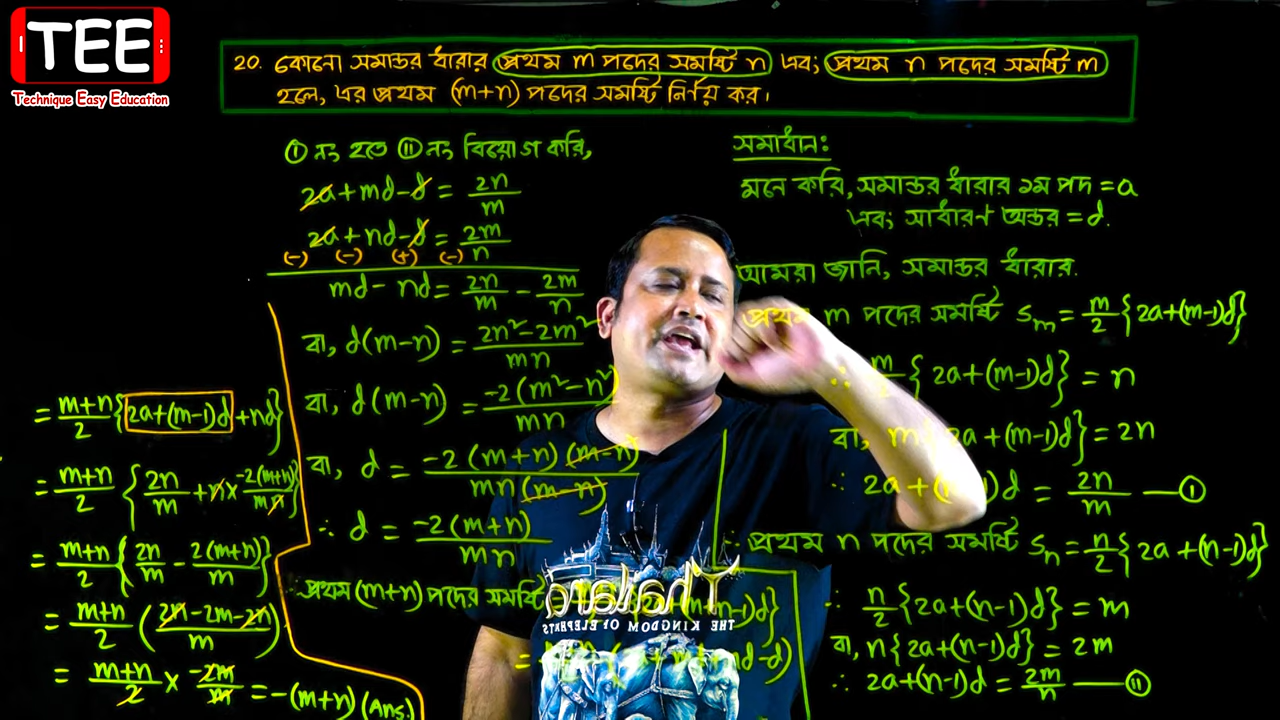 TEE
Technique Easy Education
20. কোনো সমান্তর ধারার প্রথম m পদের সমষ্টি n এবং প্রথম n পদের সমষ্টি m
হলে, এর প্রথম (m+n) পদের সমষ্টি নির্ণয় কর।
সমাধান:
মনে করি, সমান্তর ধারার ১ম পদ = a
এবং সাধারণ অন্তর = d.
আমরা জানি, সমান্তর ধারার.
প্রথম m পদের সমষ্টি Sₘ = m/2 {2a+(m-1)d}
∴ m/2 {2a+(m-1)d} = n
বা, a+(m-1)d} = 2n
∴ 2a+( )d = 2n/m —①
∴ প্রথম n পদের সমষ্টি Sₙ = n/2 {2a+(n-1)d}
∴ n/2 {2a+(n-1)d} = m
বা, n{2a+(n-1)d} = 2m
∴ 2a+(n-1)d = 2m/n —②
① নং হতে ② নং বিয়োগ করি,
2a+md-d = 2n/m
2a+nd-d = 2m/n
(-) (-) (+) (-)
md-nd = 2n/m - 2m/n
বা, d(m-n) = (2n²-2m²)/mn
বা, d(m-n) = -2(m²-n²)/mn
বা, d = -2(m+n)(m-n)/mn(m-n)
∴ d = -2(m+n)/mn
∴ প্রথম (m+n) পদের সমষ্টি +n-1)d}
= d-d)
= (m+n)/2 {2a+(m-1)d+nd}
= (m+n)/2 {2n/m + n × -2(m+n)/mn}
= (m+n)/2 {2n/m - 2(m+n)/m}
= (m+n)/2 ((2n-2m-2n)/m)
= (m+n)/2 × -2m/m = -(m+n) (Ans.)
Thailand
THE KINGDOM OF ELEPHANTS